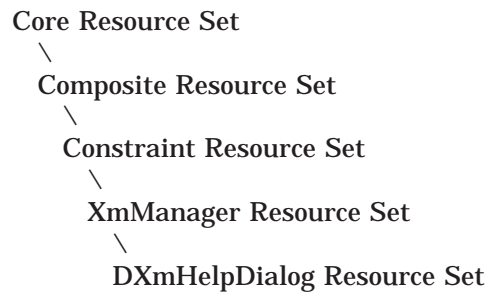 Core Resource Set
\
Composite Resource Set
\
Constraint Resource Set
\
XmManager Resource Set
\
DXmHelpDialog Resource Set